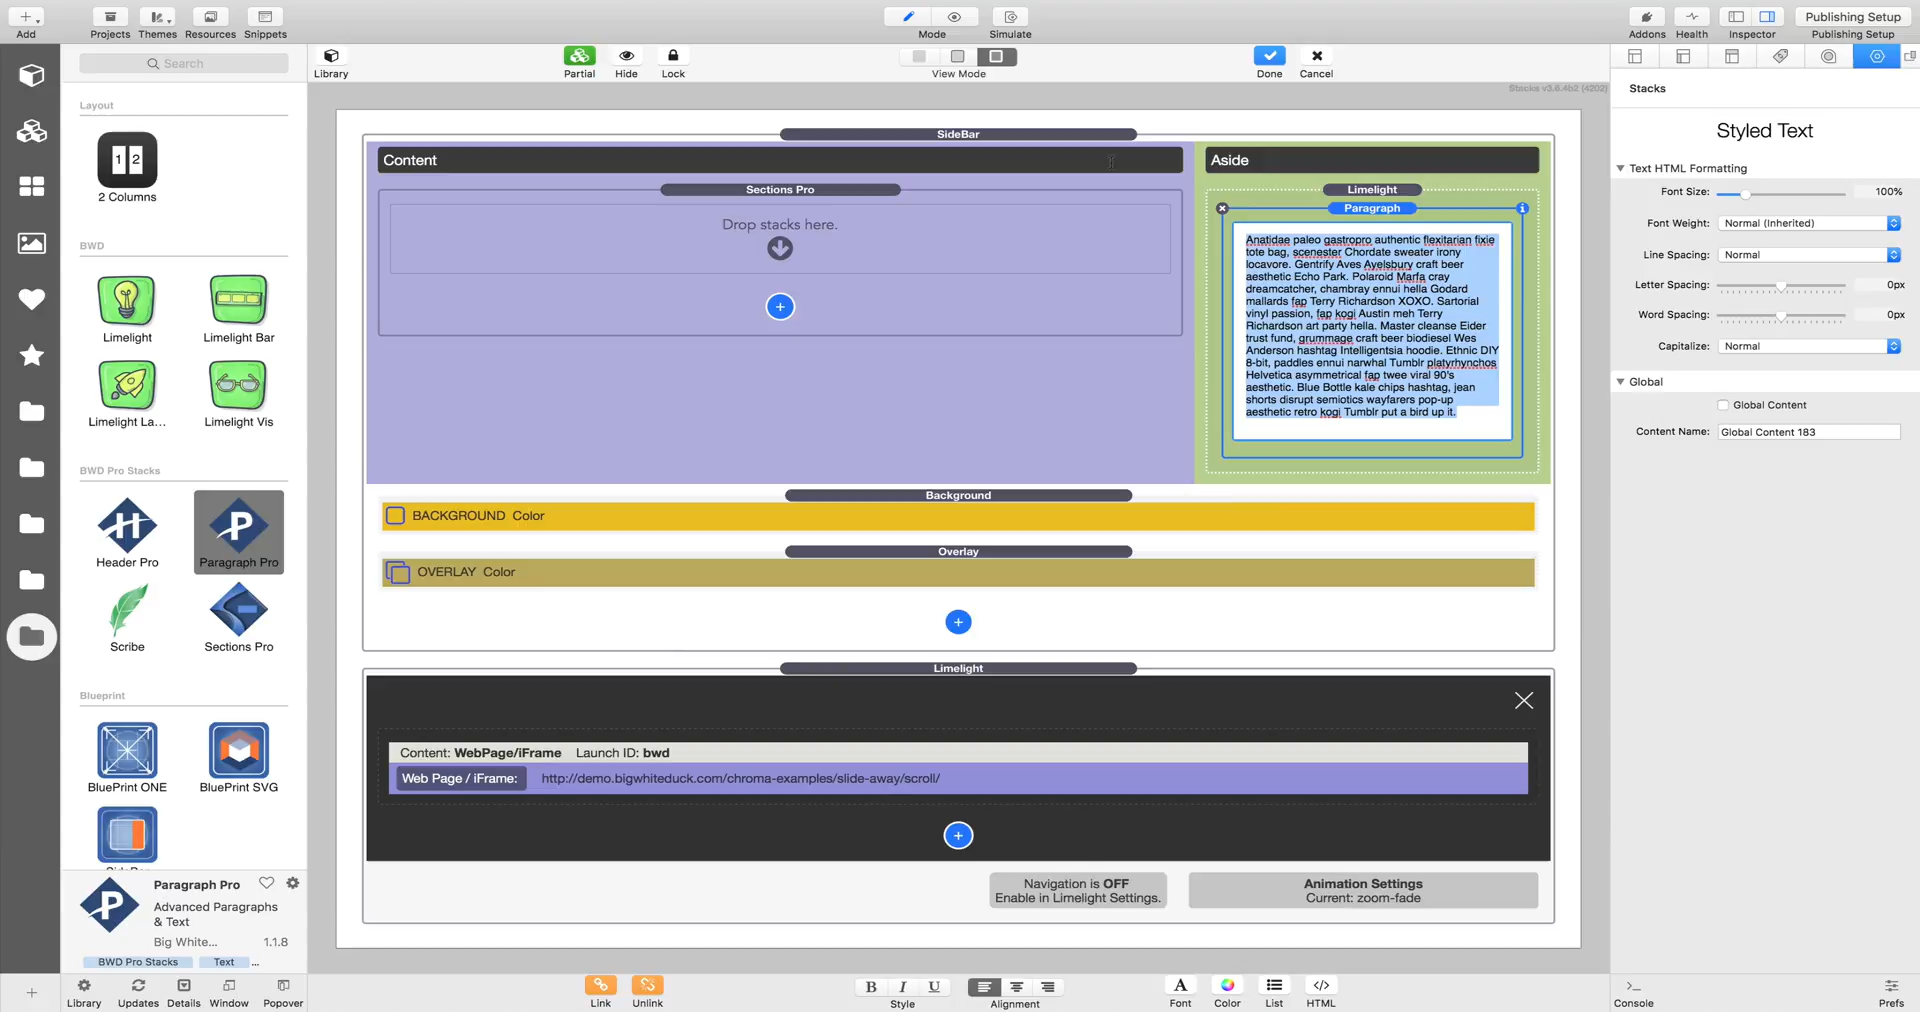 Add
Projects
Themes
Resources
Snippets
Mode
Simulate
Addons
Health
Inspector
Publishing Setup
Publishing Setup
Search
Library
Partial
Hide
Lock
View Mode
Done
Cancel
Stacks v3.6.4b2 (4202)
Layout
1 2
2 Columns
BWD
Limelight
Limelight Bar
Limelight La...
Limelight Vis
BWD Pro Stacks
H
Header Pro
P
Paragraph Pro
Scribe
Sections Pro
Blueprint
BluePrint ONE
BluePrint SVG
P
Paragraph Pro
Advanced Paragraphs
& Text
Big White...
1.1.8
BWD Pro Stacks
Text
...
SideBar
Content
Aside
Sections Pro
Drop stacks here.
Limelight
Paragraph
Anatidae paleo gastropro authentic flexitarian fixie
tote bag, scenester Chordate sweater irony
locavore. Gentrify Aves Ayelsbury craft beer
aesthetic Echo Park. Polaroid Marfa cray
dreamcatcher, chambray ennui hella Godard
mallards fap Terry Richardson XOXO. Sartorial
vinyl passion, fap kogi Austin meh Terry
Richardson art party hella. Master cleanse Eider
trust fund, grummage craft beer biodiesel Wes
Anderson hashtag Intelligentsia hoodie. Ethnic DIY
8-bit, paddles ennui narwhal Tumblr platyrhynchos
Helvetica asymmetrical fap twee viral 90's
aesthetic. Blue Bottle kale chips hashtag, jean
shorts disrupt semiotics wayfarers pop-up
aesthetic retro kogi Tumblr put a bird up it.
Background
BACKGROUND Color
Overlay
OVERLAY Color
Limelight
Content: WebPage/iFrame Launch ID: bwd
Web Page / iFrame: http://demo.bigwhiteduck.com/chroma-examples/slide-away/scroll/
Navigation is OFF
Enable in Limelight Settings.
Animation Settings
Current: zoom-fade
Stacks
Styled Text
Text HTML Formatting
Font Size: 100%
Font Weight: Normal (Inherited)
Line Spacing: Normal
Letter Spacing: 0px
Word Spacing: 0px
Capitalize: Normal
Global
Global Content
Content Name: Global Content 183
Library
Updates
Details
Window
Popover
Link
Unlink
B I U
Style
Alignment
A
Font
Color
List
HTML
Console
Prefs